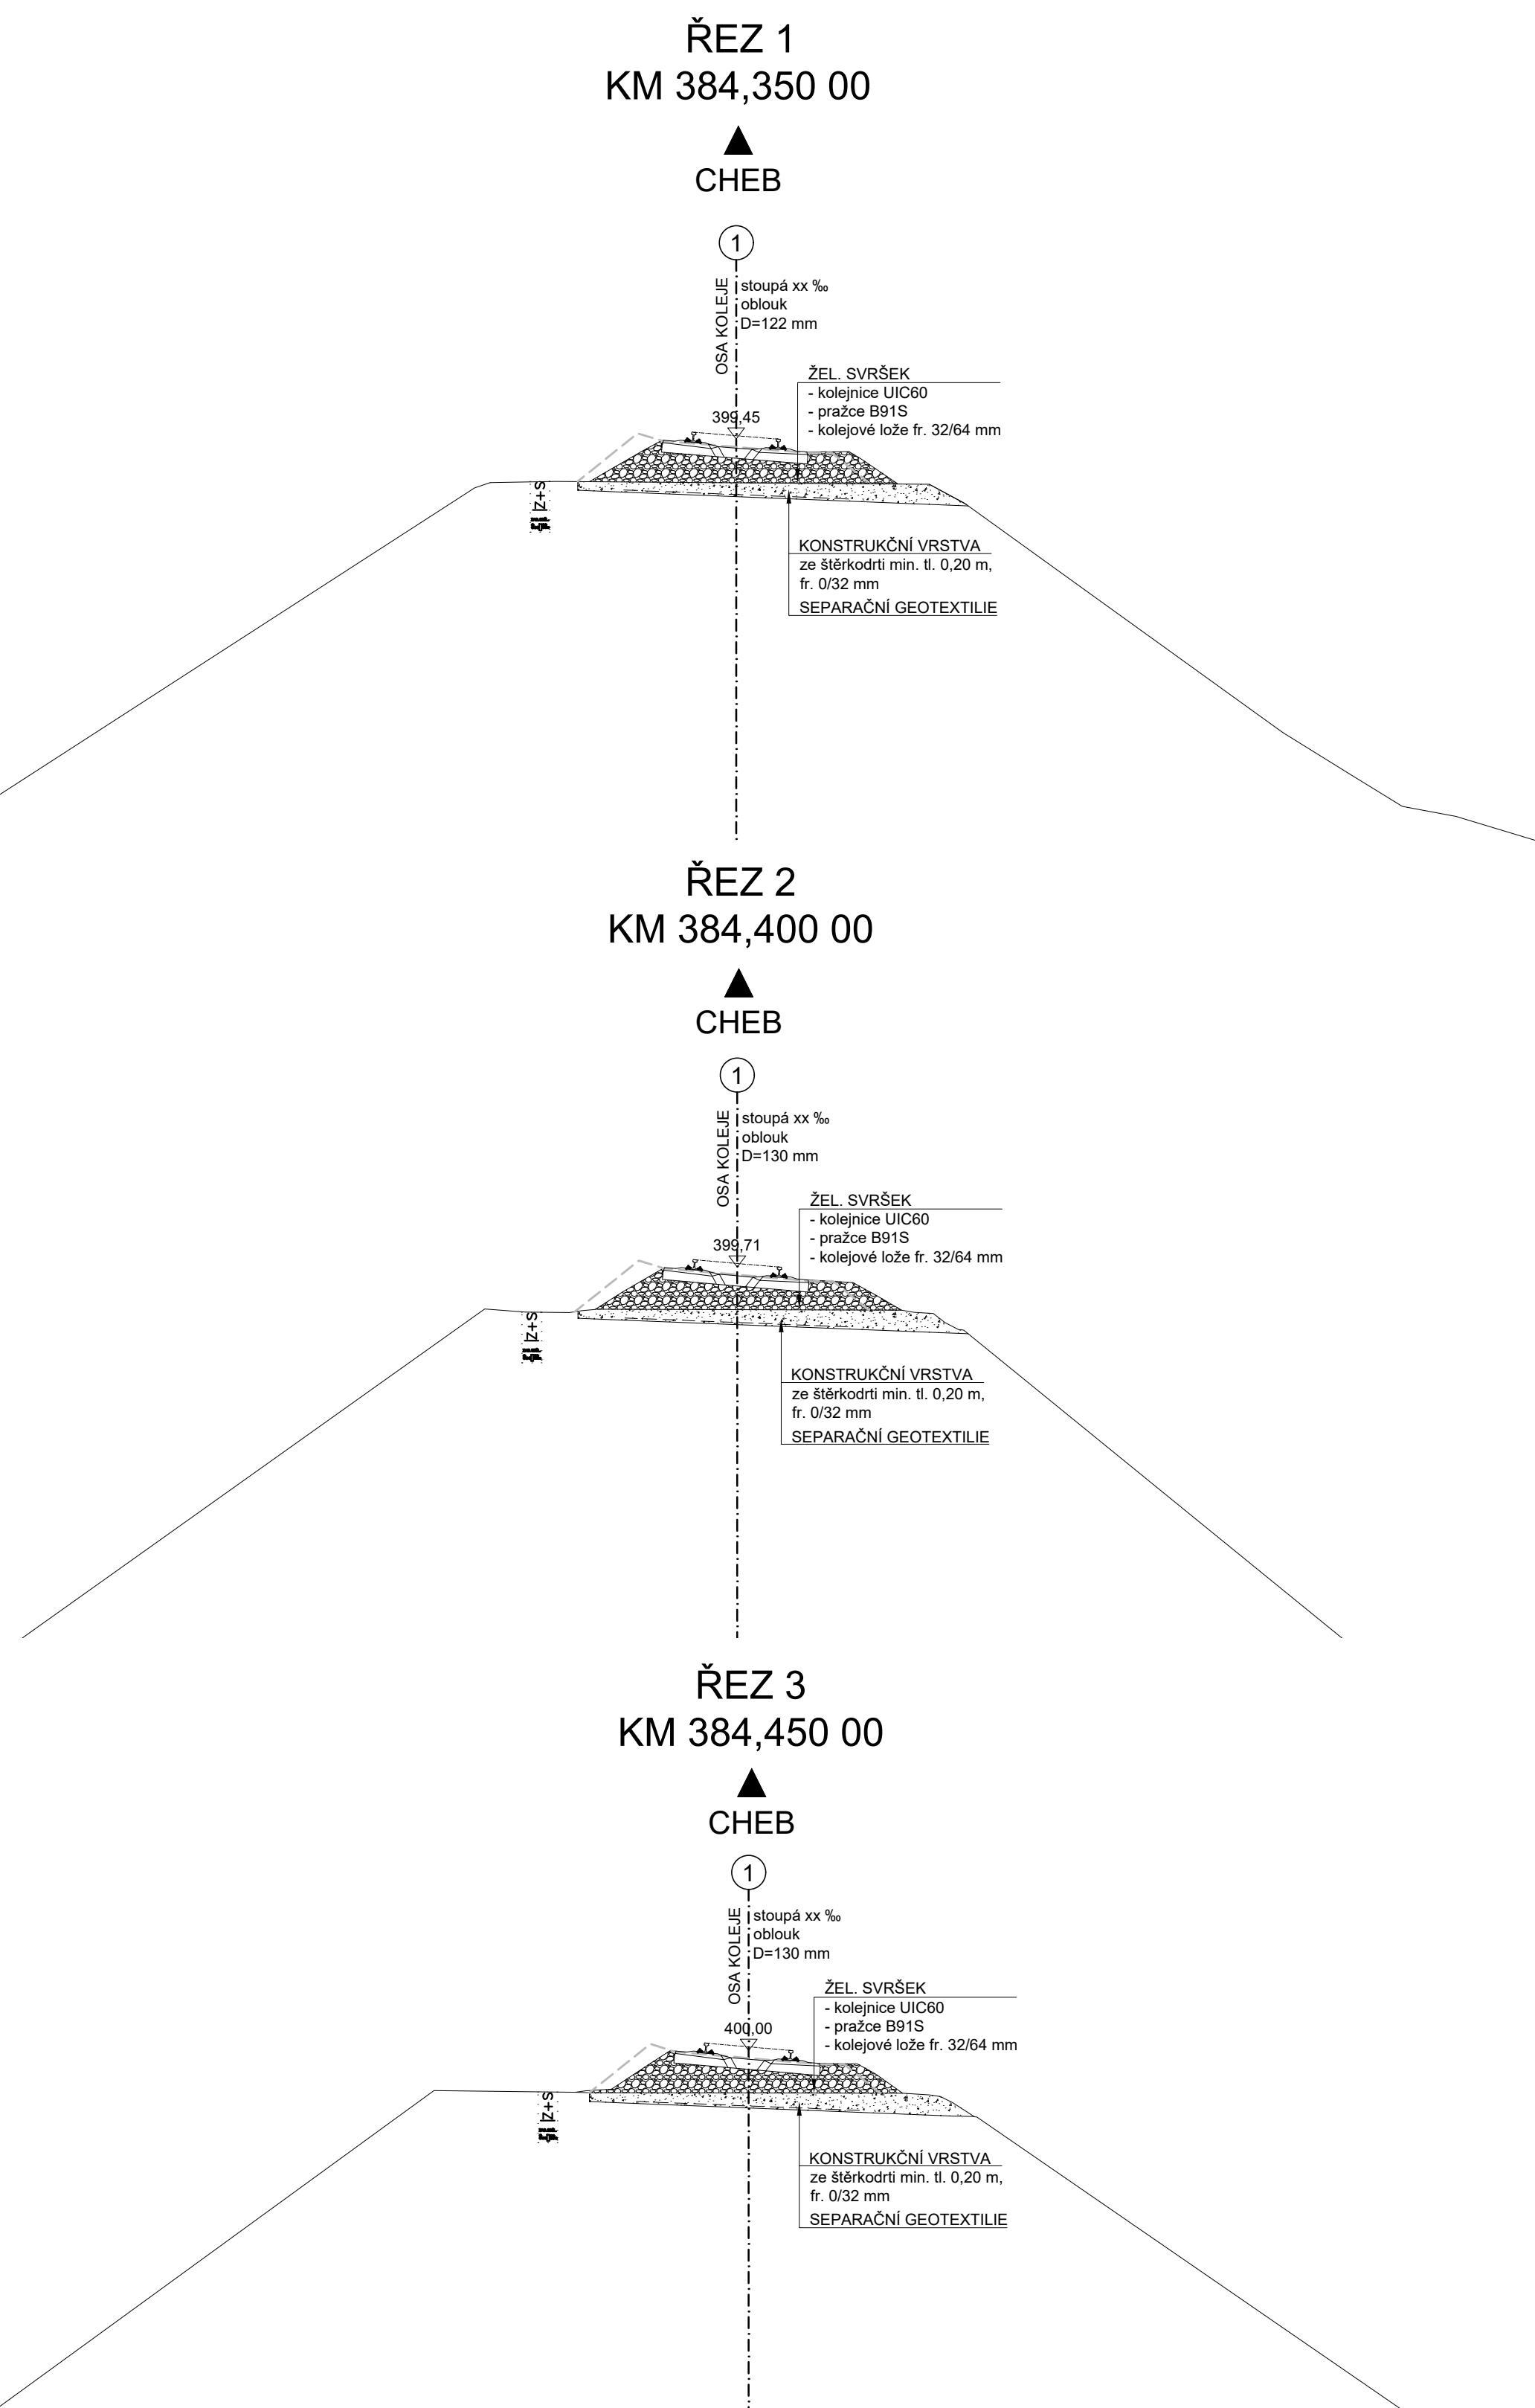 ŘEZ 1
KM 384,350 00
CHEB
1
OSA KOLEJE
stoupá xx ‰
oblouk
D=122 mm
ŽEL. SVRŠEK
- kolejnice UIC60
- pražce B91S
- kolejové lože fr. 32/64 mm
399,45
KONSTRUKČNÍ VRSTVA
ze štěrkodrti min. tl. 0,20 m,
fr. 0/32 mm
SEPARAČNÍ GEOTEXTILIE
ŘEZ 2
KM 384,400 00
CHEB
1
OSA KOLEJE
stoupá xx ‰
oblouk
D=130 mm
ŽEL. SVRŠEK
- kolejnice UIC60
- pražce B91S
- kolejové lože fr. 32/64 mm
399,71
KONSTRUKČNÍ VRSTVA
ze štěrkodrti min. tl. 0,20 m,
fr. 0/32 mm
SEPARAČNÍ GEOTEXTILIE
ŘEZ 3
KM 384,450 00
CHEB
1
OSA KOLEJE
stoupá xx ‰
oblouk
D=130 mm
ŽEL. SVRŠEK
- kolejnice UIC60
- pražce B91S
- kolejové lože fr. 32/64 mm
400,00
KONSTRUKČNÍ VRSTVA
ze štěrkodrti min. tl. 0,20 m,
fr. 0/32 mm
SEPARAČNÍ GEOTEXTILIE